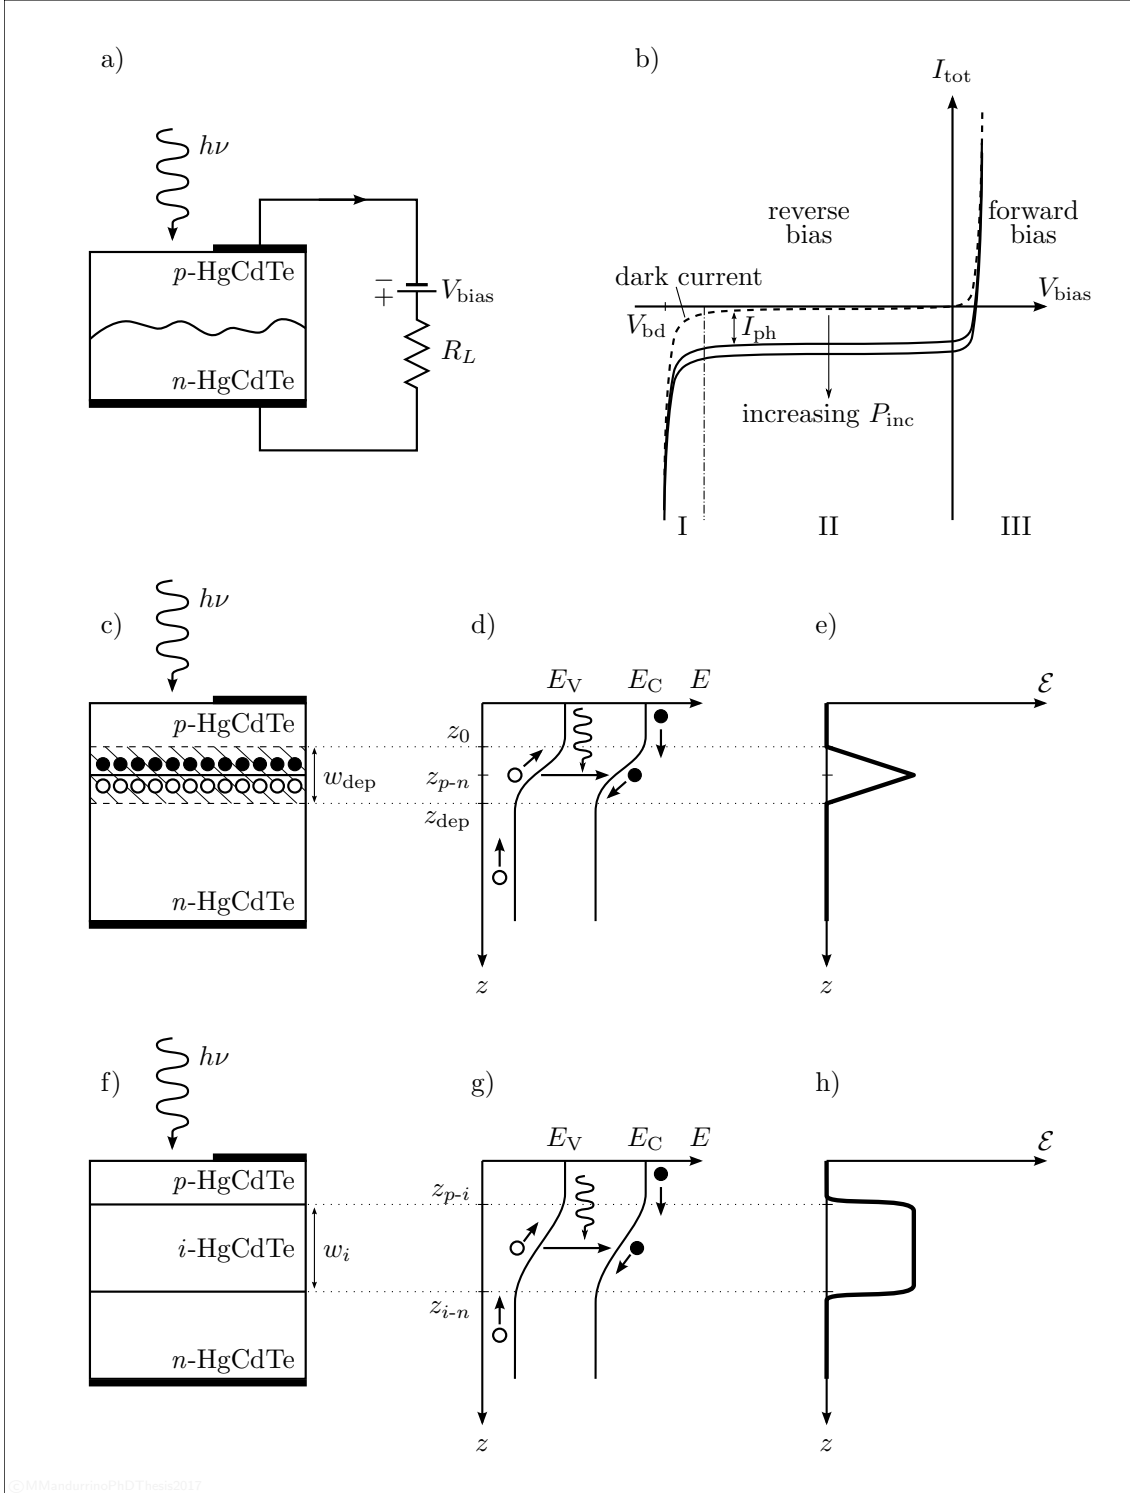 a)
hν
p-HgCdTe
n-HgCdTe
−
+
V_bias
R_L
b)
I_tot
reverse
bias
forward
bias
dark current
V_bias
V_bd
I_ph
increasing P_inc
I
II
III
c)
hν
p-HgCdTe
w_dep
n-HgCdTe
d)
E_V
E_C
E
z_0
z_p-n
z_dep
z
e)
ℰ
z
f)
hν
p-HgCdTe
i-HgCdTe
w_i
n-HgCdTe
g)
E_V
E_C
E
z_p-i
z_i-n
z
h)
ℰ
z
©MMandurrinoPhDThesis2017